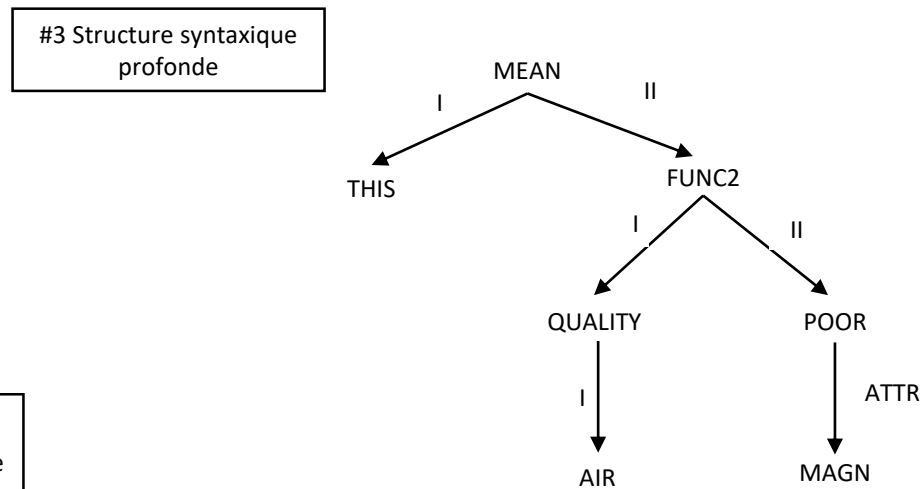 #3 Structure syntaxique
profonde
MEAN
I
II
THIS
FUNC2
I
II
QUALITY
POOR
I
ATTR
e
AIR
MAGN